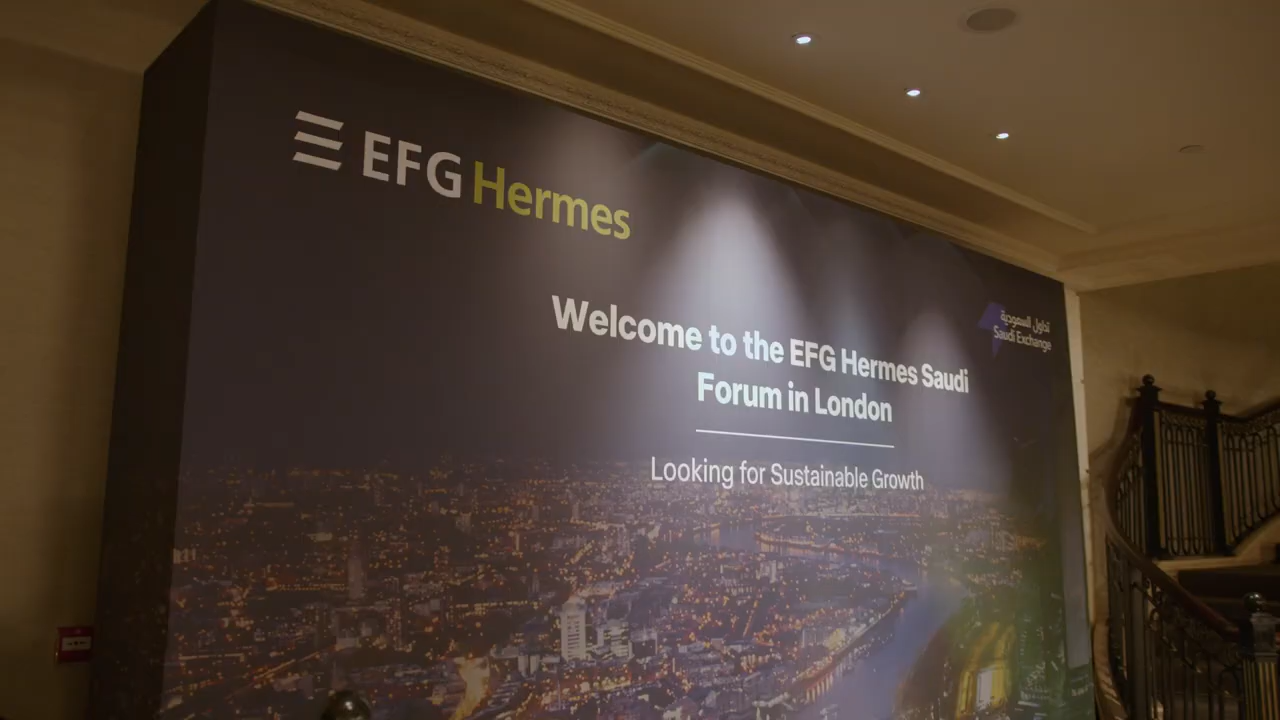 EFG Hermes
Welcome to the EFG Hermes Saudi
Forum in London
Looking for Sustainable Growth
تداول السعودية
Saudi Exchange